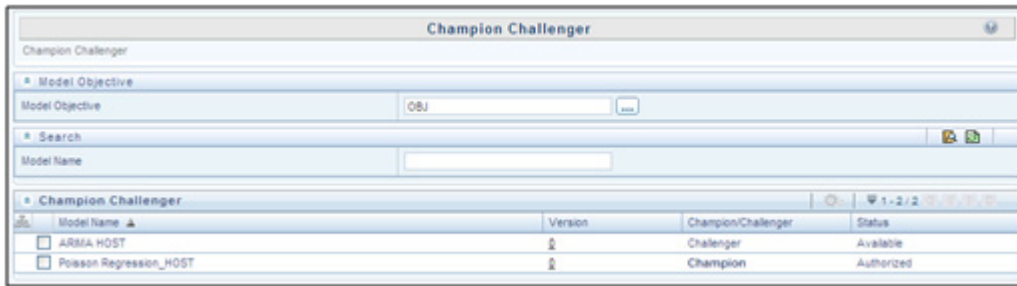 Champion Challenger
Champion Challenger
Model Objective
Model Objective OBJ ...
Search
Model Name
Champion Challenger 1-2/2
Model Name Version Champion/Challenger Status
ARMA HOST 0 Challenger Available
Poisson Regression_HOST 0 Champion Authorized